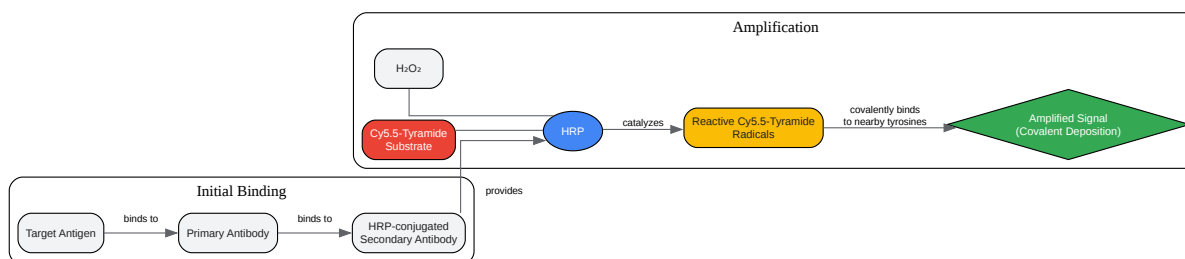 Amplification
H₂O₂
Cy5.5-Tyramide
Substrate
HRP
catalyzes
Reactive Cy5.5-Tyramide
Radicals
covalently binds
to nearby tyrosines
Amplified Signal
(Covalent Deposition)
provides
Initial Binding
Target Antigen
binds to
Primary Antibody
binds to
HRP-conjugated
Secondary Antibody